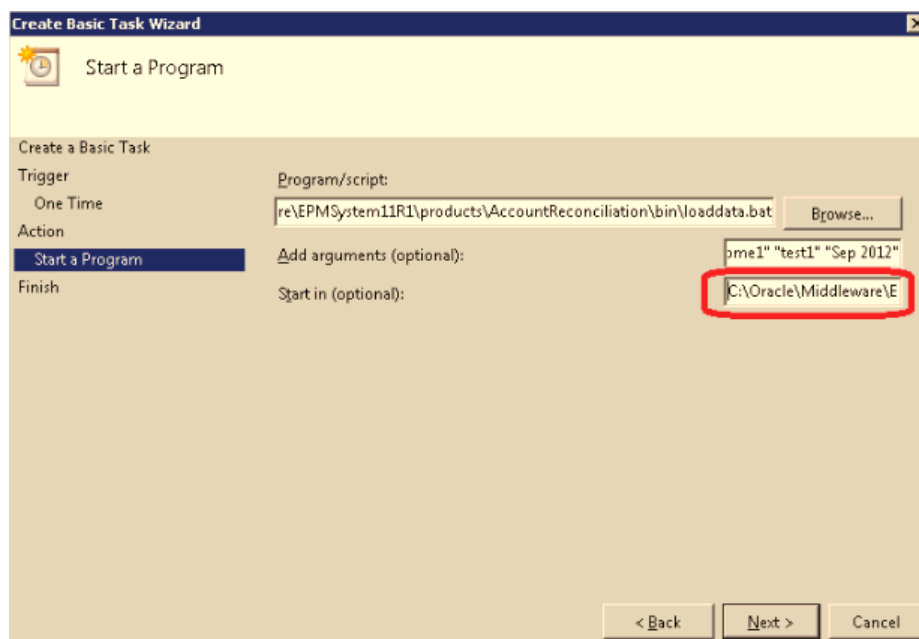 Create Basic Task Wizard
Start a Program
Create a Basic Task
Trigger
One Time
Action
Start a Program
Finish
Program/script:
re\EPMSystem11R1\products\AccountReconciliation\bin\loaddata.bat
Browse...
Add arguments (optional):
ome1" "test1" "Sep 2012"
Start in (optional):
C:\Oracle\Middleware\E
< Back
Next >
Cancel